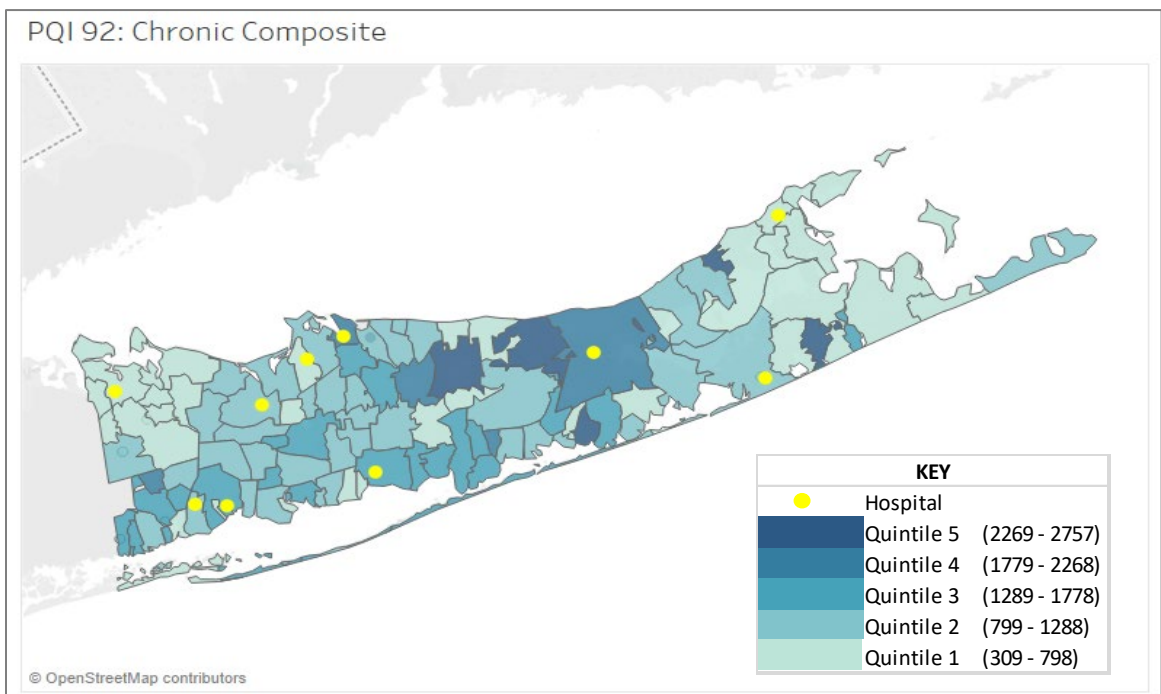 PQI 92: Chronic Composite
KEY
Hospital
Quintile 5 (2269 - 2757)
Quintile 4 (1779 - 2268)
Quintile 3 (1289 - 1778)
Quintile 2 (799 - 1288)
Quintile 1 (309 - 798)
© OpenStreetMap contributors